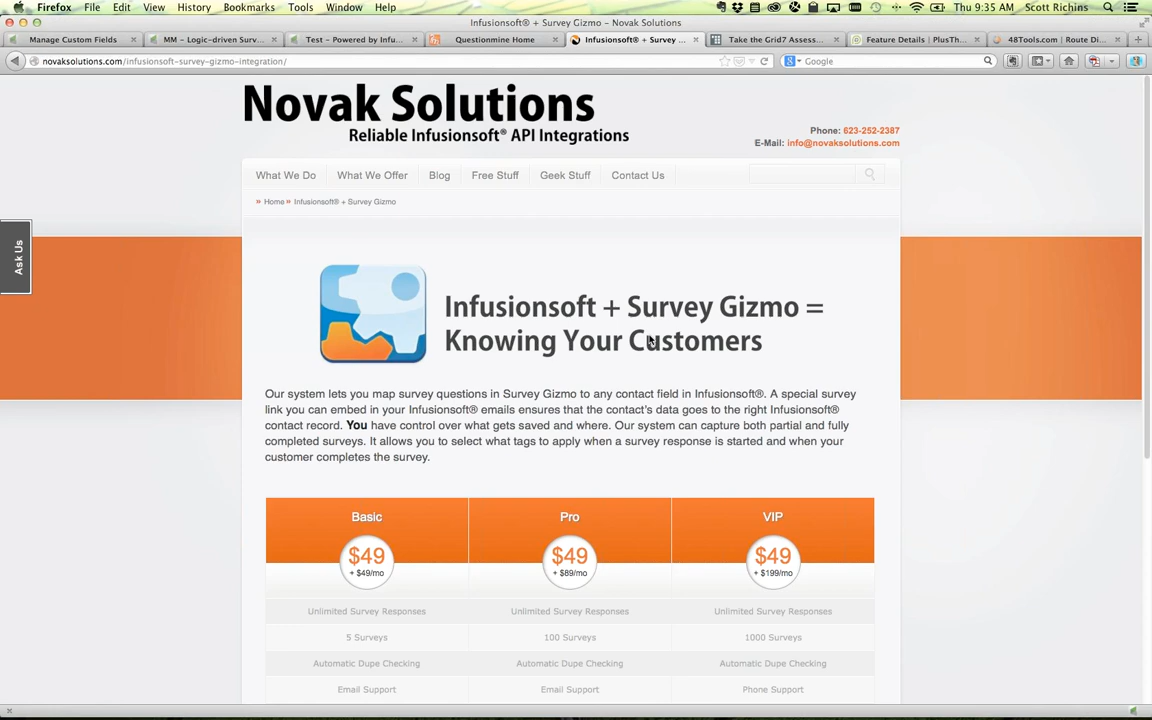 Firefox File Edit View History Bookmarks Tools Window Help Thu 9:35 AM Scott Richins
Infusionsoft® + Survey Gizmo – Novak Solutions
Manage Custom Fields MM – Logic-driven Surv... Test – Powered by Infu... Questionmine Home Infusionsoft® + Survey ... Take the Grid7 Assess... Feature Details | PlusTh... 48Tools.com | Route Di...
novaksolutions.com/infusionsoft-survey-gizmo-integration/ Google
Novak Solutions
Reliable Infusionsoft® API Integrations
Phone: 623-252-2387
E-Mail: info@novaksolutions.com
What We Do What We Offer Blog Free Stuff Geek Stuff Contact Us
» Home » Infusionsoft® + Survey Gizmo
Ask Us
Infusionsoft + Survey Gizmo =
Knowing Your Customers
Our system lets you map survey questions in Survey Gizmo to any contact field in Infusionsoft®. A special survey
link you can embed in your Infusionsoft® emails ensures that the contact's data goes to the right Infusionsoft®
contact record. You have control over what gets saved and where. Our system can capture both partial and fully
completed surveys. It allows you to select what tags to apply when a survey response is started and when your
customer completes the survey.
Basic Pro VIP
$49 $49 $49
+ $49/mo + $89/mo + $199/mo
Unlimited Survey Responses Unlimited Survey Responses Unlimited Survey Responses
5 Surveys 100 Surveys 1000 Surveys
Automatic Dupe Checking Automatic Dupe Checking Automatic Dupe Checking
Email Support Email Support Phone Support